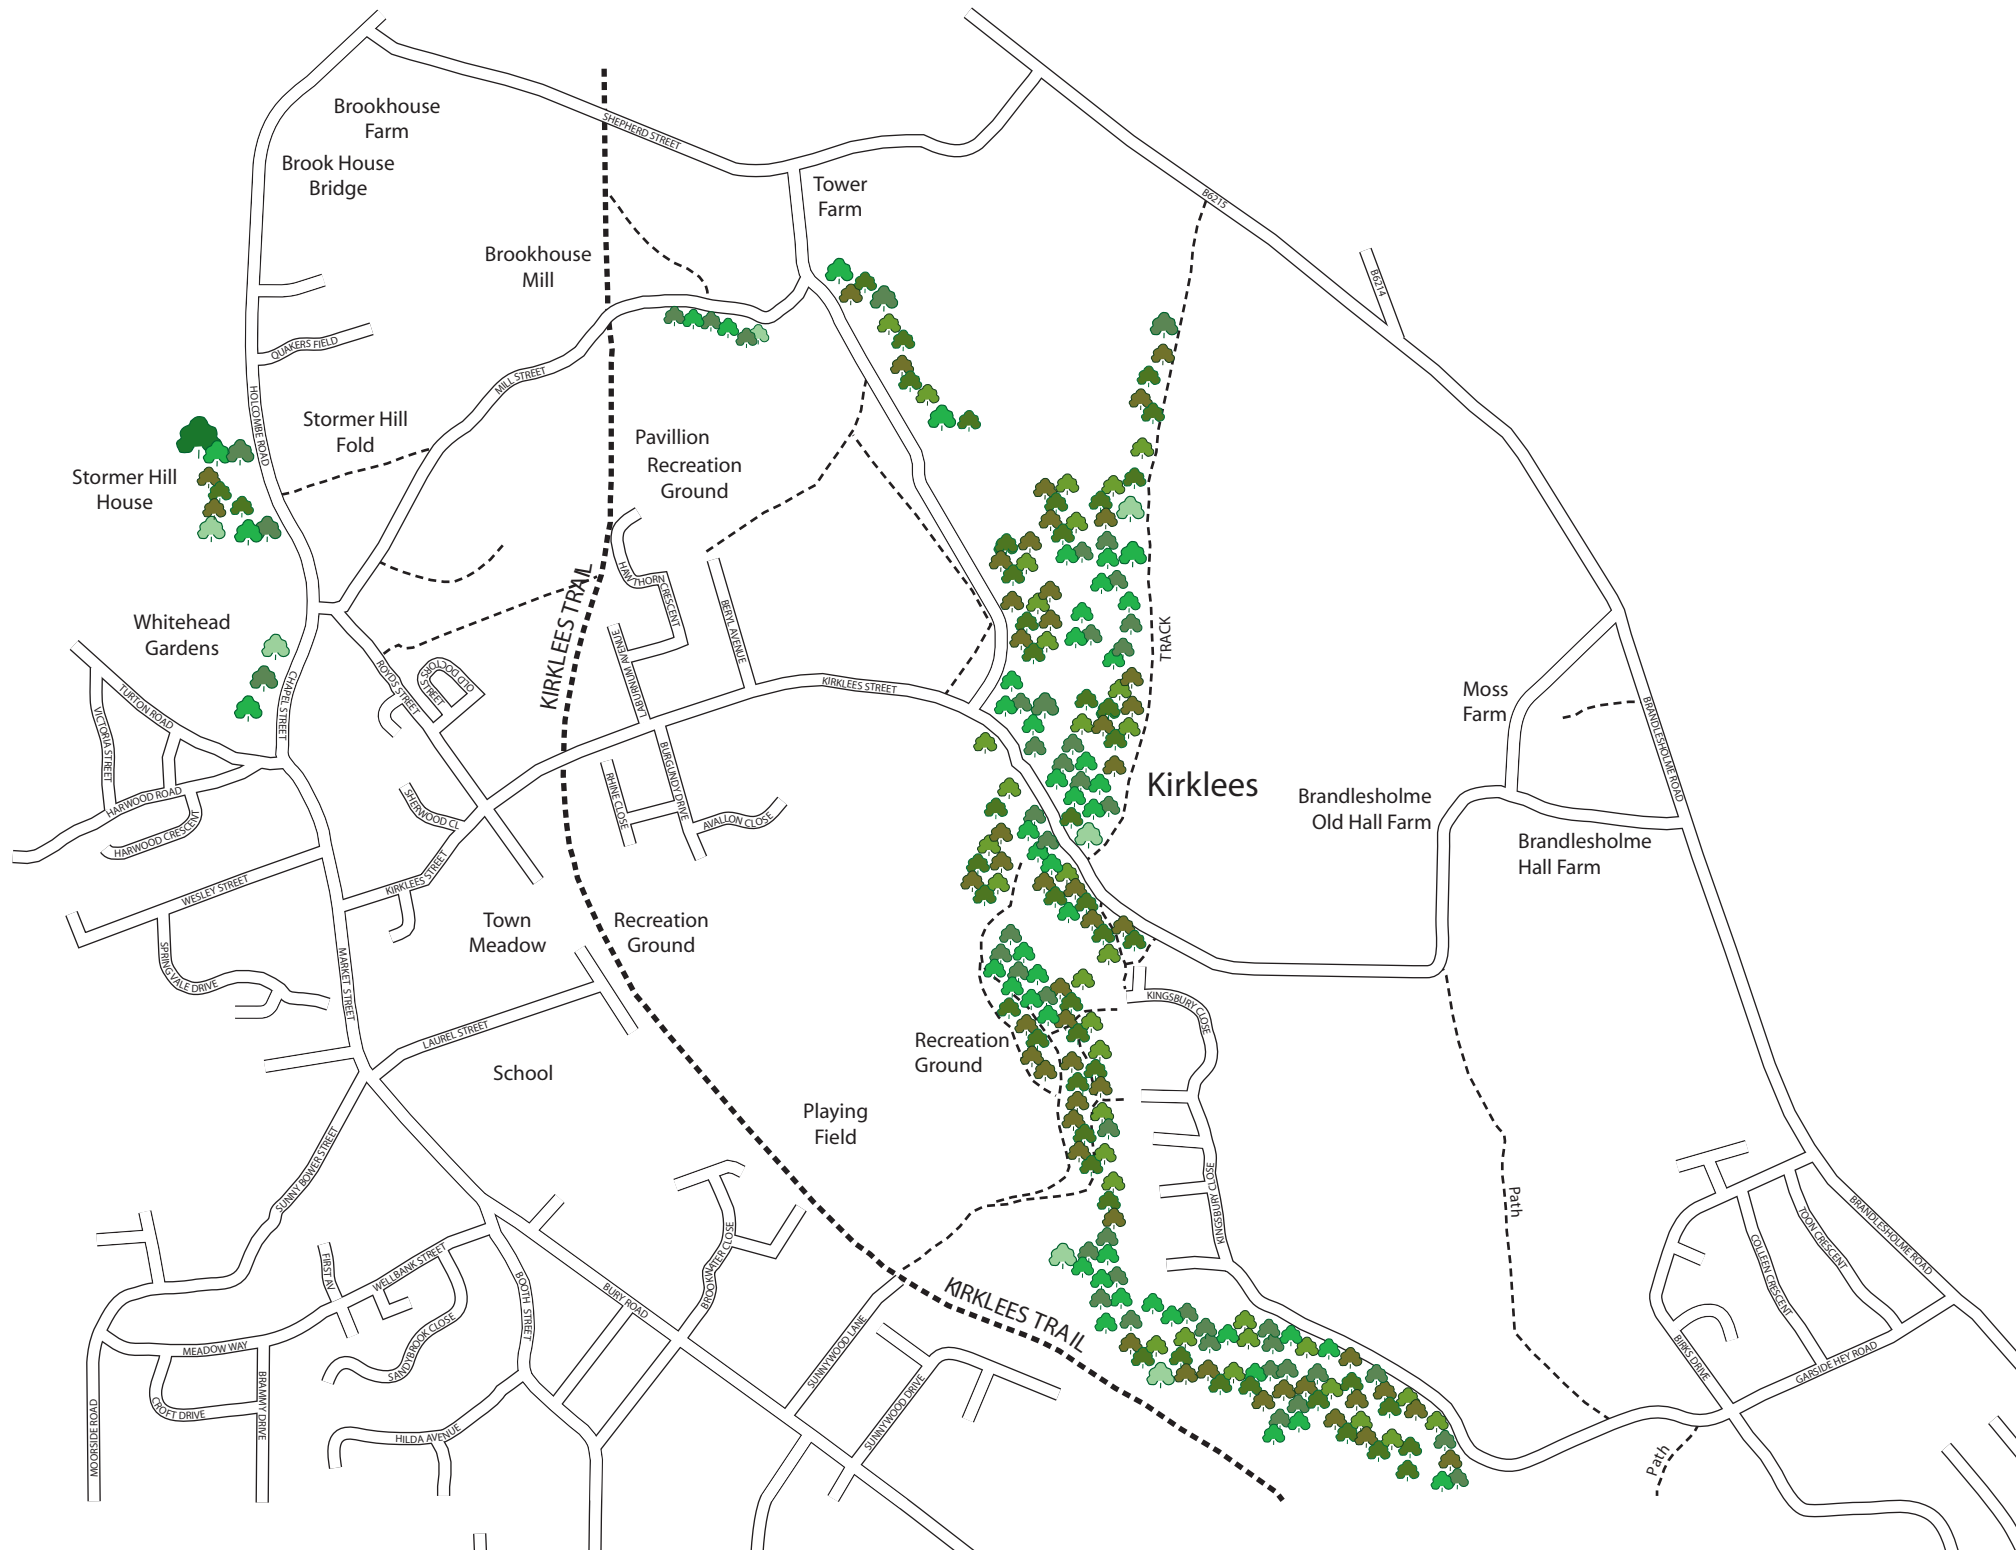 Brookhouse
Farm
Brook House
Bridge
SHEPHERD STREET
Tower
Farm
B6215
B6214
Brookhouse
Mill
QUAKERS FIELD
MILL STREET
HOLCOMBE ROAD
Stormer Hill
Fold
Stormer Hill
House
Pavillion
Recreation
Ground
HAWTHORN
CRESCENT
BERYL AVENUE
LABURNUM AVENUE
KIRKLEES TRAIL
Whitehead
Gardens
TURTON ROAD
VICTORIA STREET
CHAPEL STREET
ROYDS STREET
OLD DOCTORS
STREET
KIRKLEES STREET
TRACK
Moss
Farm
BRANDLESHOLME ROAD
HARWOOD ROAD
HARWOOD CRESCENT
SHERWOOD CL
RHINE CLOSE
BURGUNDY DRIVE
AVALLON CLOSE
Kirklees
Brandlesholme
Old Hall Farm
Brandlesholme
Hall Farm
WESLEY STREET
KIRKLEES STREET
Town
Meadow
Recreation
Ground
SPRINGVALE DRIVE
MARKET STREET
LAUREL STREET
School
Recreation
Ground
KINGSBURY CLOSE
Playing
Field
SUNNY BOWER STREET
KINGSBURY CLOSE
Path
BRANDLESHOLME ROAD
TOON CRESCENT
COLLEEN CRESCENT
FIRST AV
WELLBANK STREET
BOOTH STREET
BURY ROAD
BROOKWATER CLOSE
KIRKLEES TRAIL
SUNNYWOOD LANE
SUNNYWOOD DRIVE
SANDYBROOK CLOSE
MEADOW WAY
CROFT DRIVE
BRAMMY DRIVE
MOORSIDE ROAD
HILDA AVENUE
BIRKS DRIVE
GARSIDE HEY ROAD
Path